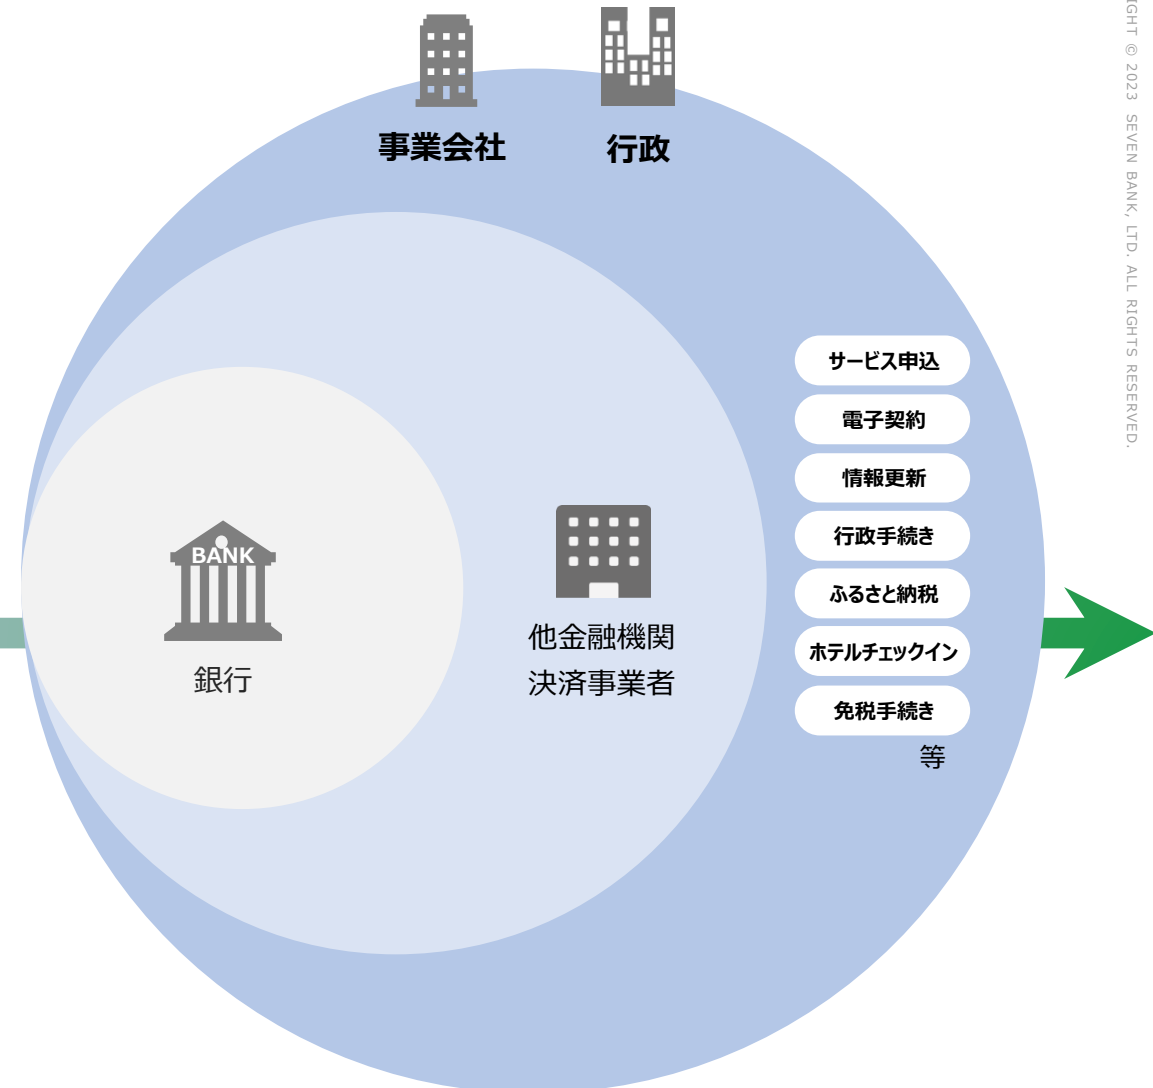 事業会社
行政
サービス申込
電子契約
情報更新
行政手続き
ふるさと納税
ホテルチェックイン
免税手続き
等
BANK
銀行
他金融機関
決済事業者
© 2023 SEVEN BANK, LTD. ALL RIGHTS RESERVED.